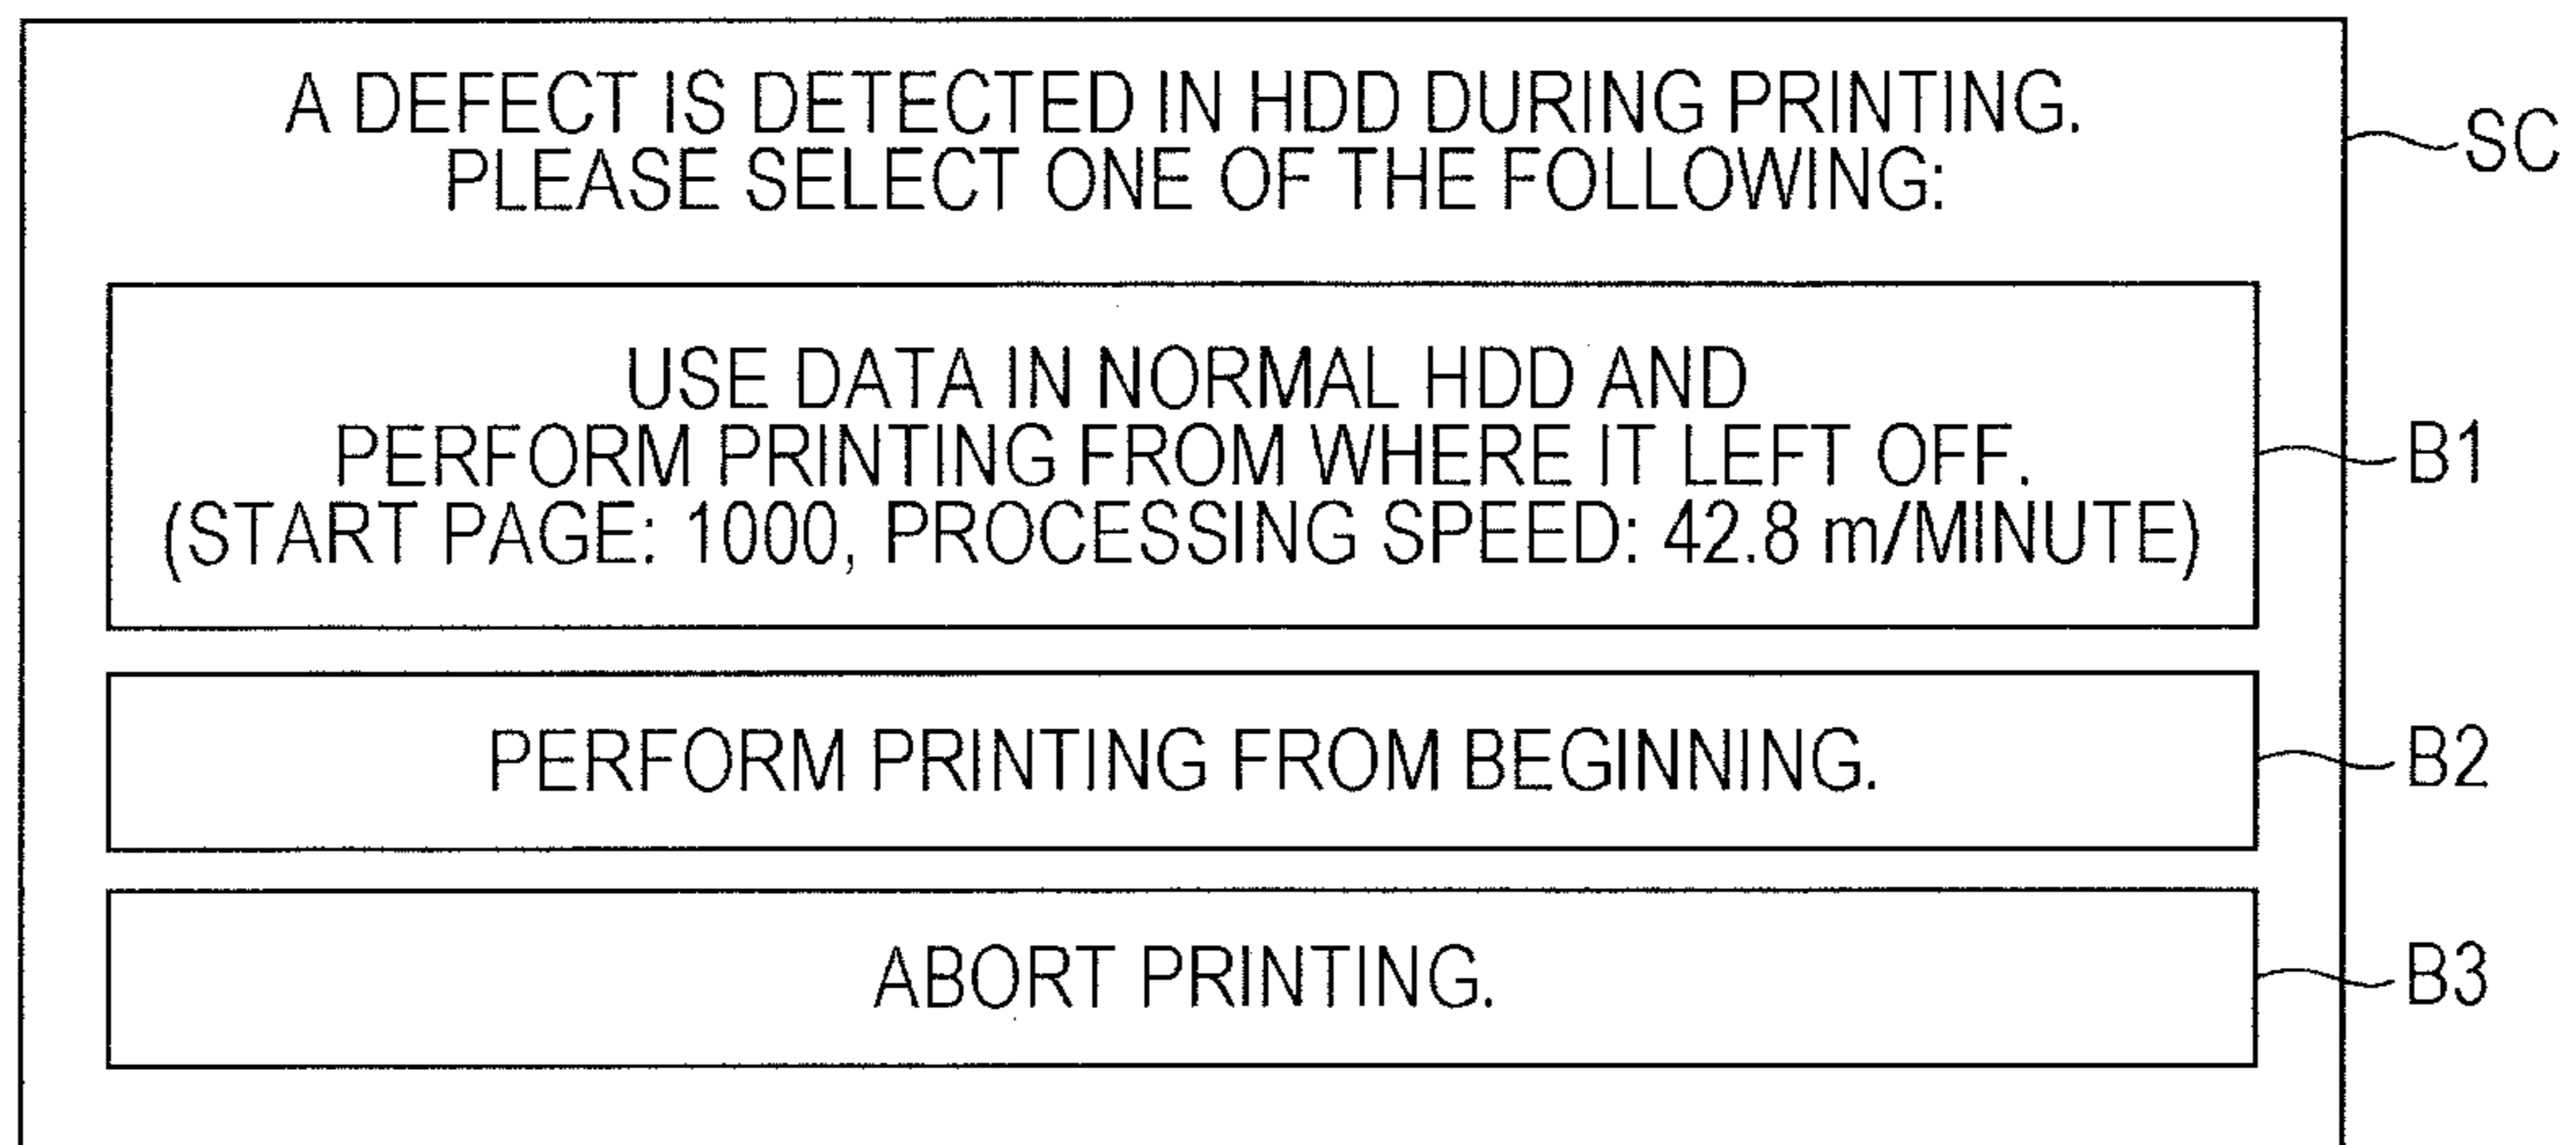 A DEFECT IS DETECTED IN HDD DURING PRINTING.
PLEASE SELECT ONE OF THE FOLLOWING:
SC
USE DATA IN NORMAL HDD AND
PERFORM PRINTING FROM WHERE IT LEFT OFF.
(START PAGE: 1000, PROCESSING SPEED: 42.8 m/MINUTE)
B1
PERFORM PRINTING FROM BEGINNING.
B2
ABORT PRINTING.
B3